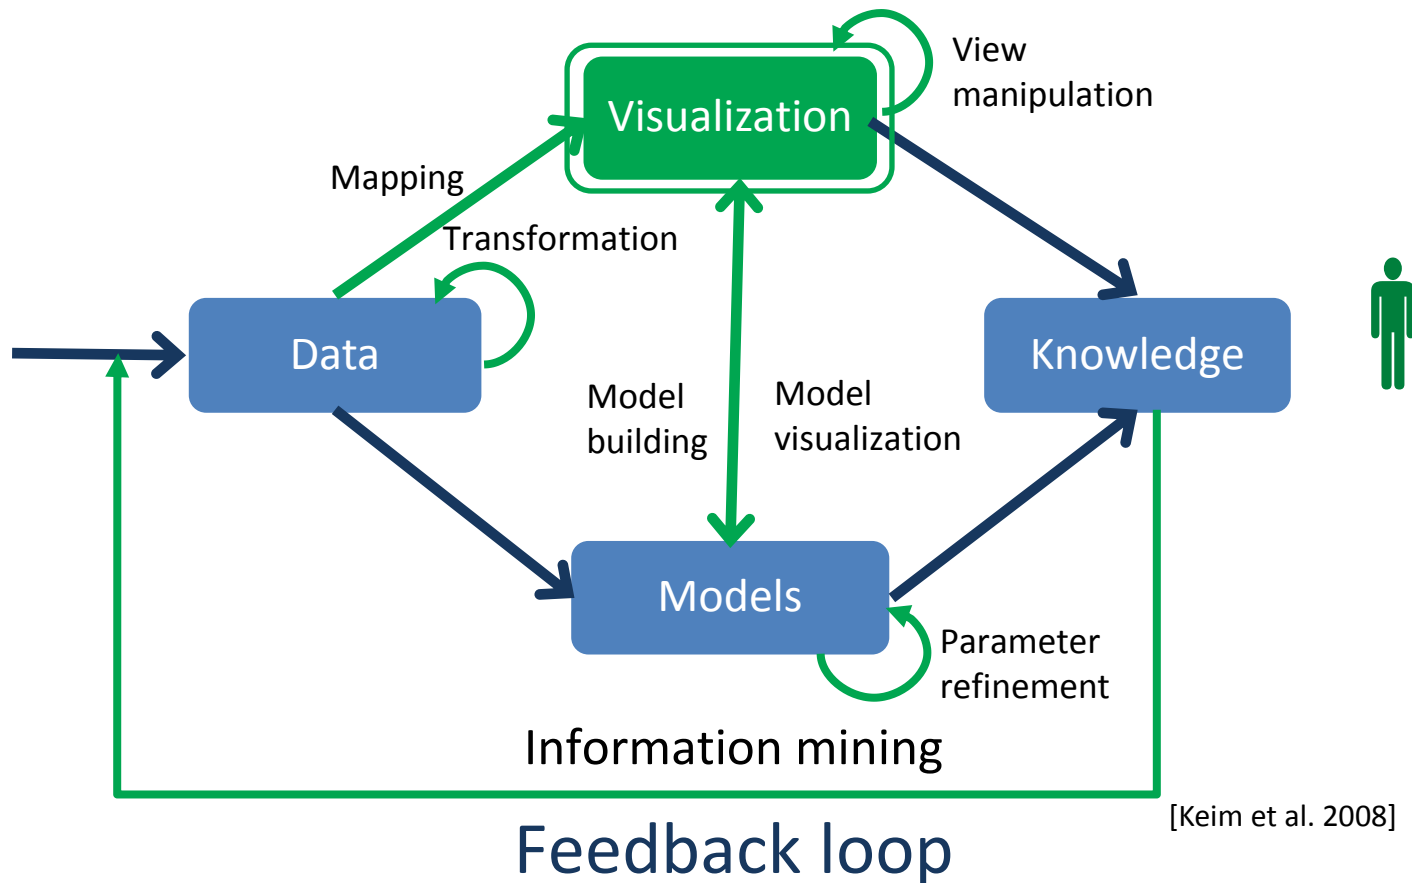 Visualization
View
manipulation
Mapping
Transformation
Data
Knowledge
Model
building
Model
visualization
Models
Parameter
refinement
Information mining
[Keim et al. 2008]
Feedback loop